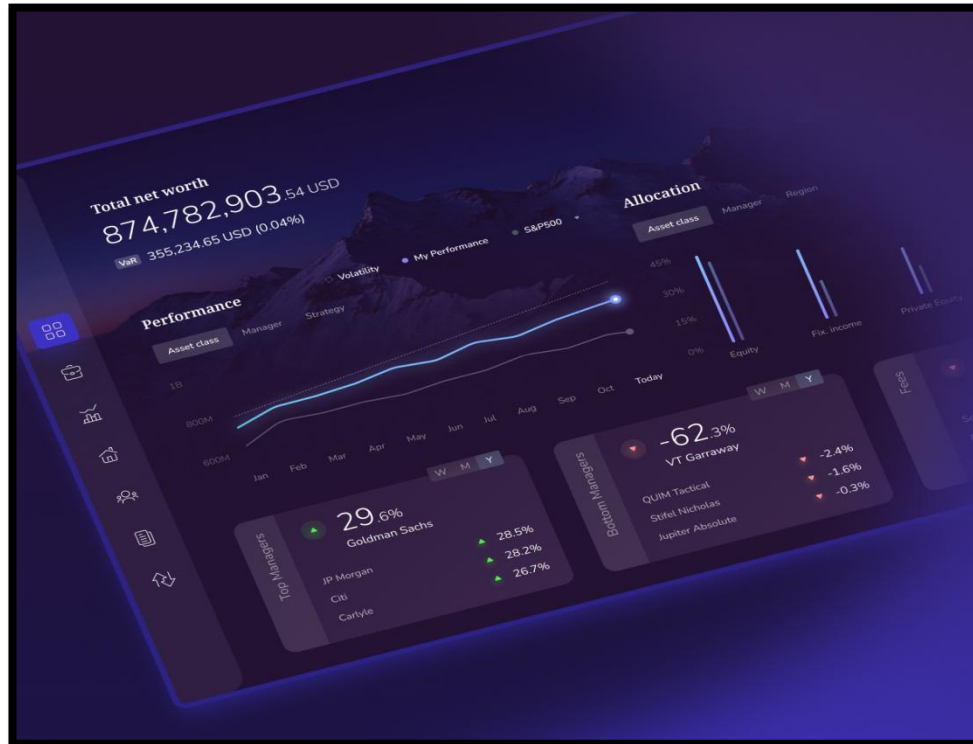 Total net worth
874,782,903.54 USD
VaR 355,234.65 USD (0.04%)
Performance
Volatility My Performance S&P500
Asset class Manager Strategy
1B
800M
600M
Jan Feb Mar Apr May Jun Jul Aug Sep Oct Today
Allocation
Asset class Manager Region
45%
30%
15%
0%
Equity Fix. income Private Equity
Top Managers
W M Y
29.6%
Goldman Sachs
JP Morgan 28.5%
Citi 28.2%
Carlyle 26.7%
Bottom Managers
W M Y
-62.3%
VT Garraway
QUIM Tactical -2.4%
Stifel Nicholas -1.6%
Jupiter Absolute -0.3%
Fees